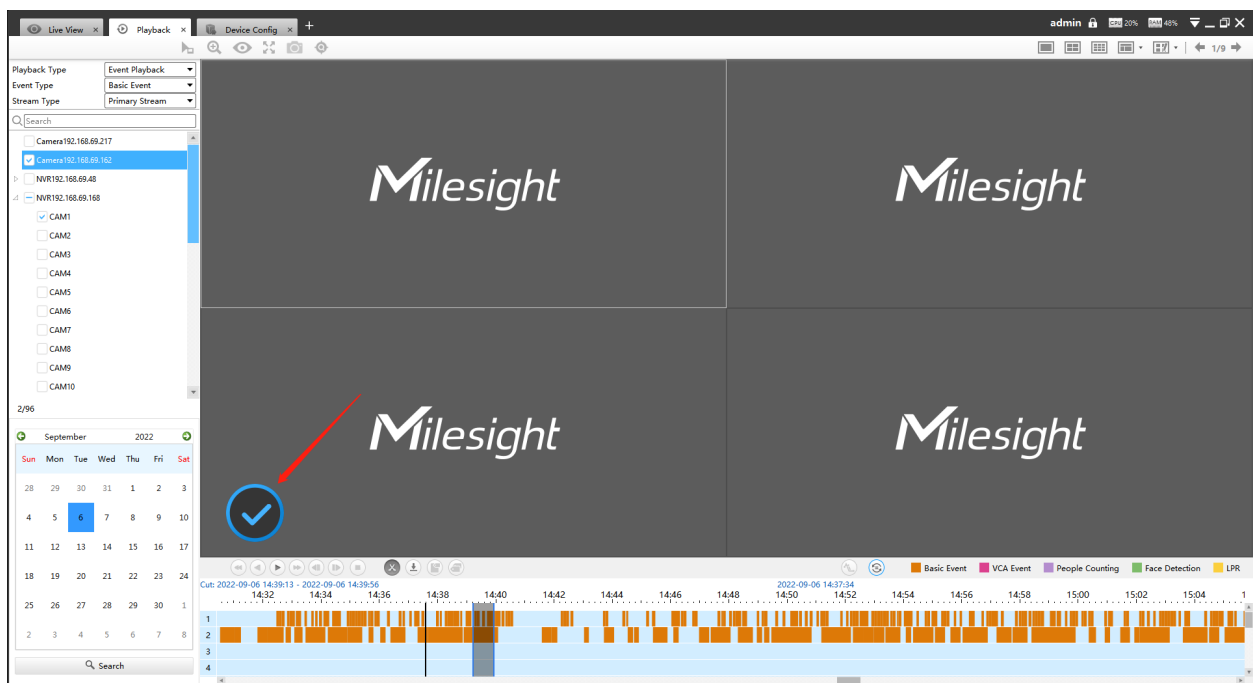 Live View × Playback × Device Config × +
admin CPU 20% RAM 48%
1/9
Playback Type Event Playback
Event Type Basic Event
Stream Type Primary Stream
Search
Camera192.168.69.217
Camera192.168.69.162
NVR192.168.69.48
NVR192.168.69.168
CAM1
CAM2
CAM3
CAM4
CAM5
CAM6
CAM7
CAM8
CAM9
CAM10
2/96
September 2022
Sun Mon Tue Wed Thu Fri Sat
28 29 30 31 1 2 3
4 5 6 7 8 9 10
11 12 13 14 15 16 17
18 19 20 21 22 23 24
25 26 27 28 29 30 1
2 3 4 5 6 7 8
Search
Milesight
Milesight
Milesight
Milesight
Basic Event VCA Event People Counting Face Detection LPR
Cut: 2022-09-06 14:39:13 - 2022-09-06 14:39:56
2022-09-06 14:37:34
14:32 14:34 14:36 14:38 14:40 14:42 14:44 14:46 14:48 14:50 14:52 14:54 14:56 14:58 15:00 15:02 15:04 1
1
2
3
4